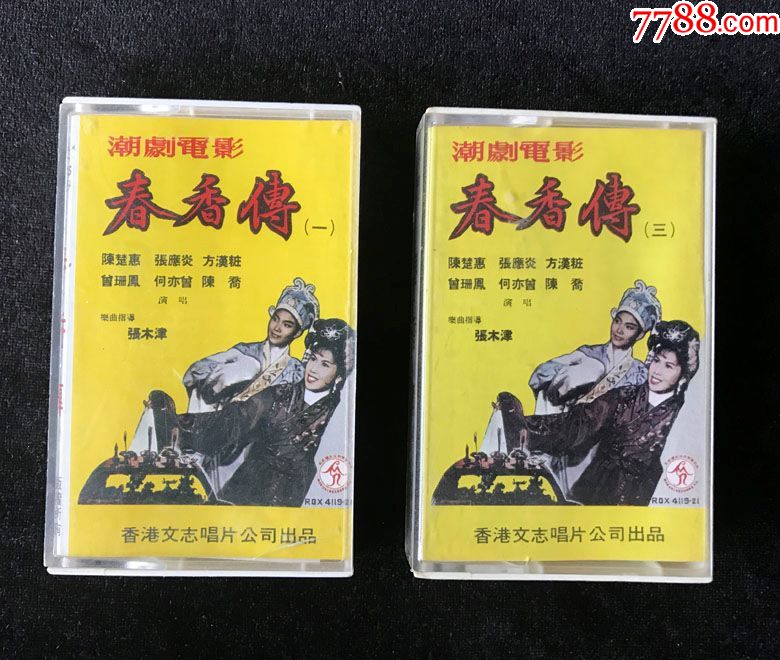 7788.com
潮劇電影
春香傳(一)
陳楚惠 張應炎 方漢粧
曾珊鳳 何亦曾 陳喬
演唱
樂曲指導
張木津
ROX 4119-21
香港文志唱片公司出品
潮劇電影
春香傳(三)
陳楚惠 張應炎 方漢粧
曾珊鳳 何亦曾 陳喬
演唱
樂曲指導
張木津
ROX 4119-21
香港文志唱片公司出品